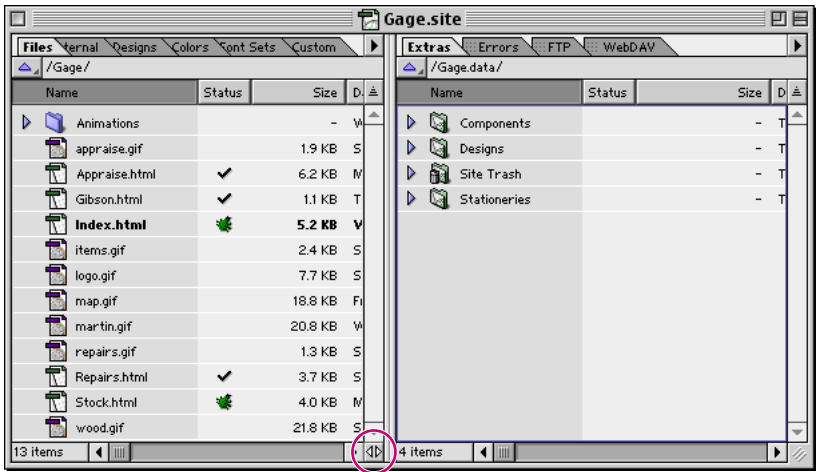 Gage.site
Files ternal Designs Colors Font Sets Custom
/Gage/
Name Status Size D
Animations -
appraise.gif 1.9 KB S
Appraise.html 6.2 KB M
Gibson.html 1.1 KB T
Index.html 5.2 KB
items.gif 2.4 KB S
logo.gif 7.7 KB S
map.gif 18.8 KB
martin.gif 20.8 KB
repairs.gif 1.3 KB S
Repairs.html 3.7 KB S
Stock.html 4.0 KB M
wood.gif 21.8 KB S
13 items
Extras Errors FTP WebDAV
/Gage.data/
Name Status Size D
Components - T
Designs - T
Site Trash - T
Stationeries - T
4 items